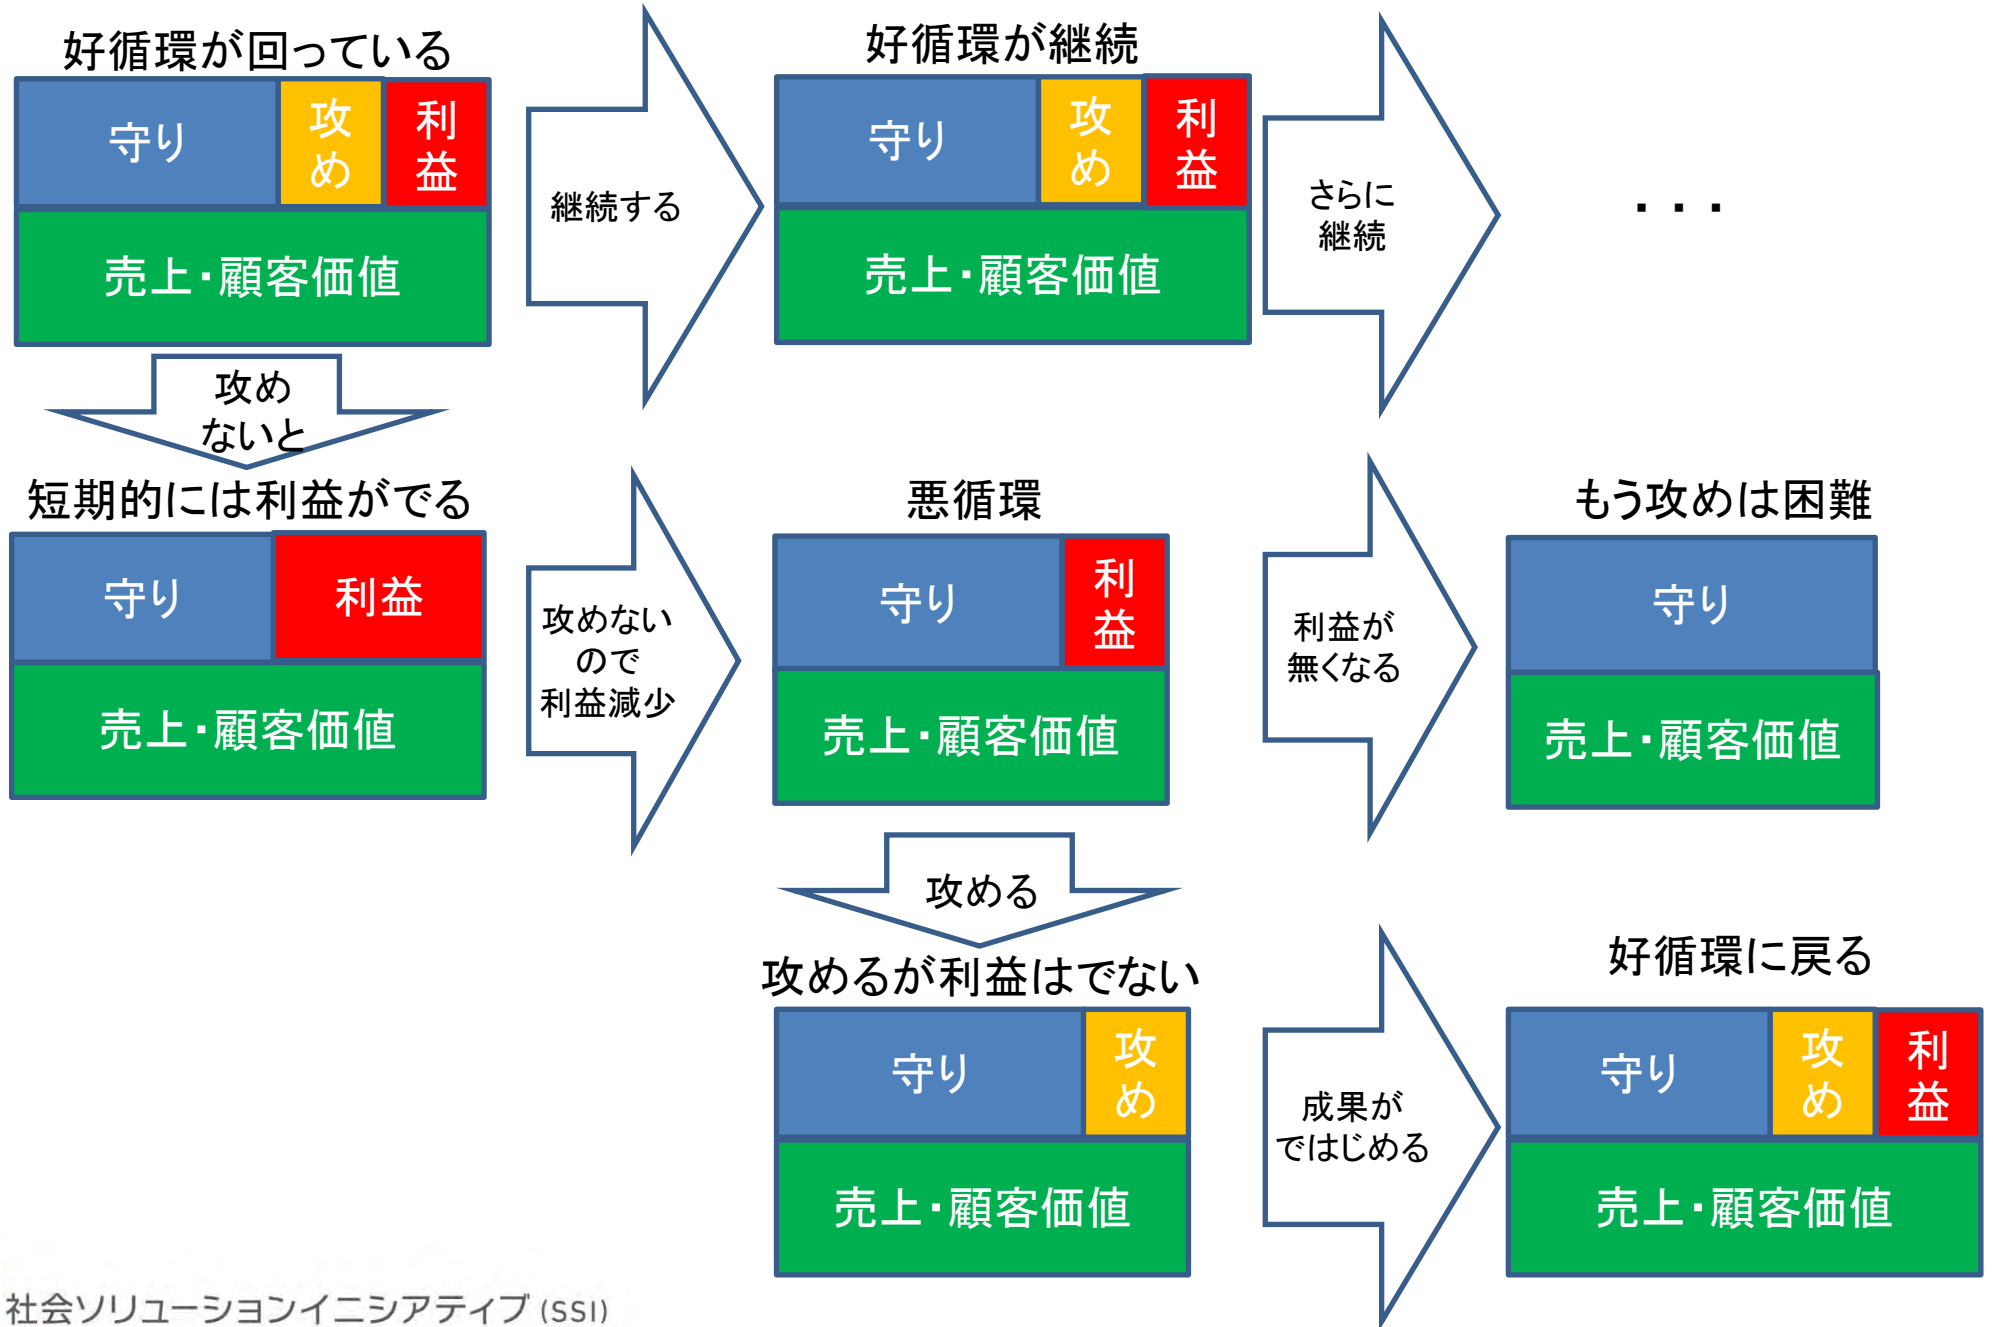 好循環が回っている
守り
攻
め
利
益
売上・顧客価値
継続する
好循環が継続
守り
攻
め
利
益
売上・顧客価値
さらに
継続
・・・
攻め
ないと
短期的には利益がでる
守り
利益
売上・顧客価値
攻めない
ので
利益減少
悪循環
守り
利
益
売上・顧客価値
利益が
無くなる
もう攻めは困難
守り
売上・顧客価値
攻める
攻めるが利益はでない
守り
攻
め
売上・顧客価値
成果が
ではじめる
好循環に戻る
守り
攻
め
利
益
売上・顧客価値
社会ソリューションイニシアティブ (SSI)